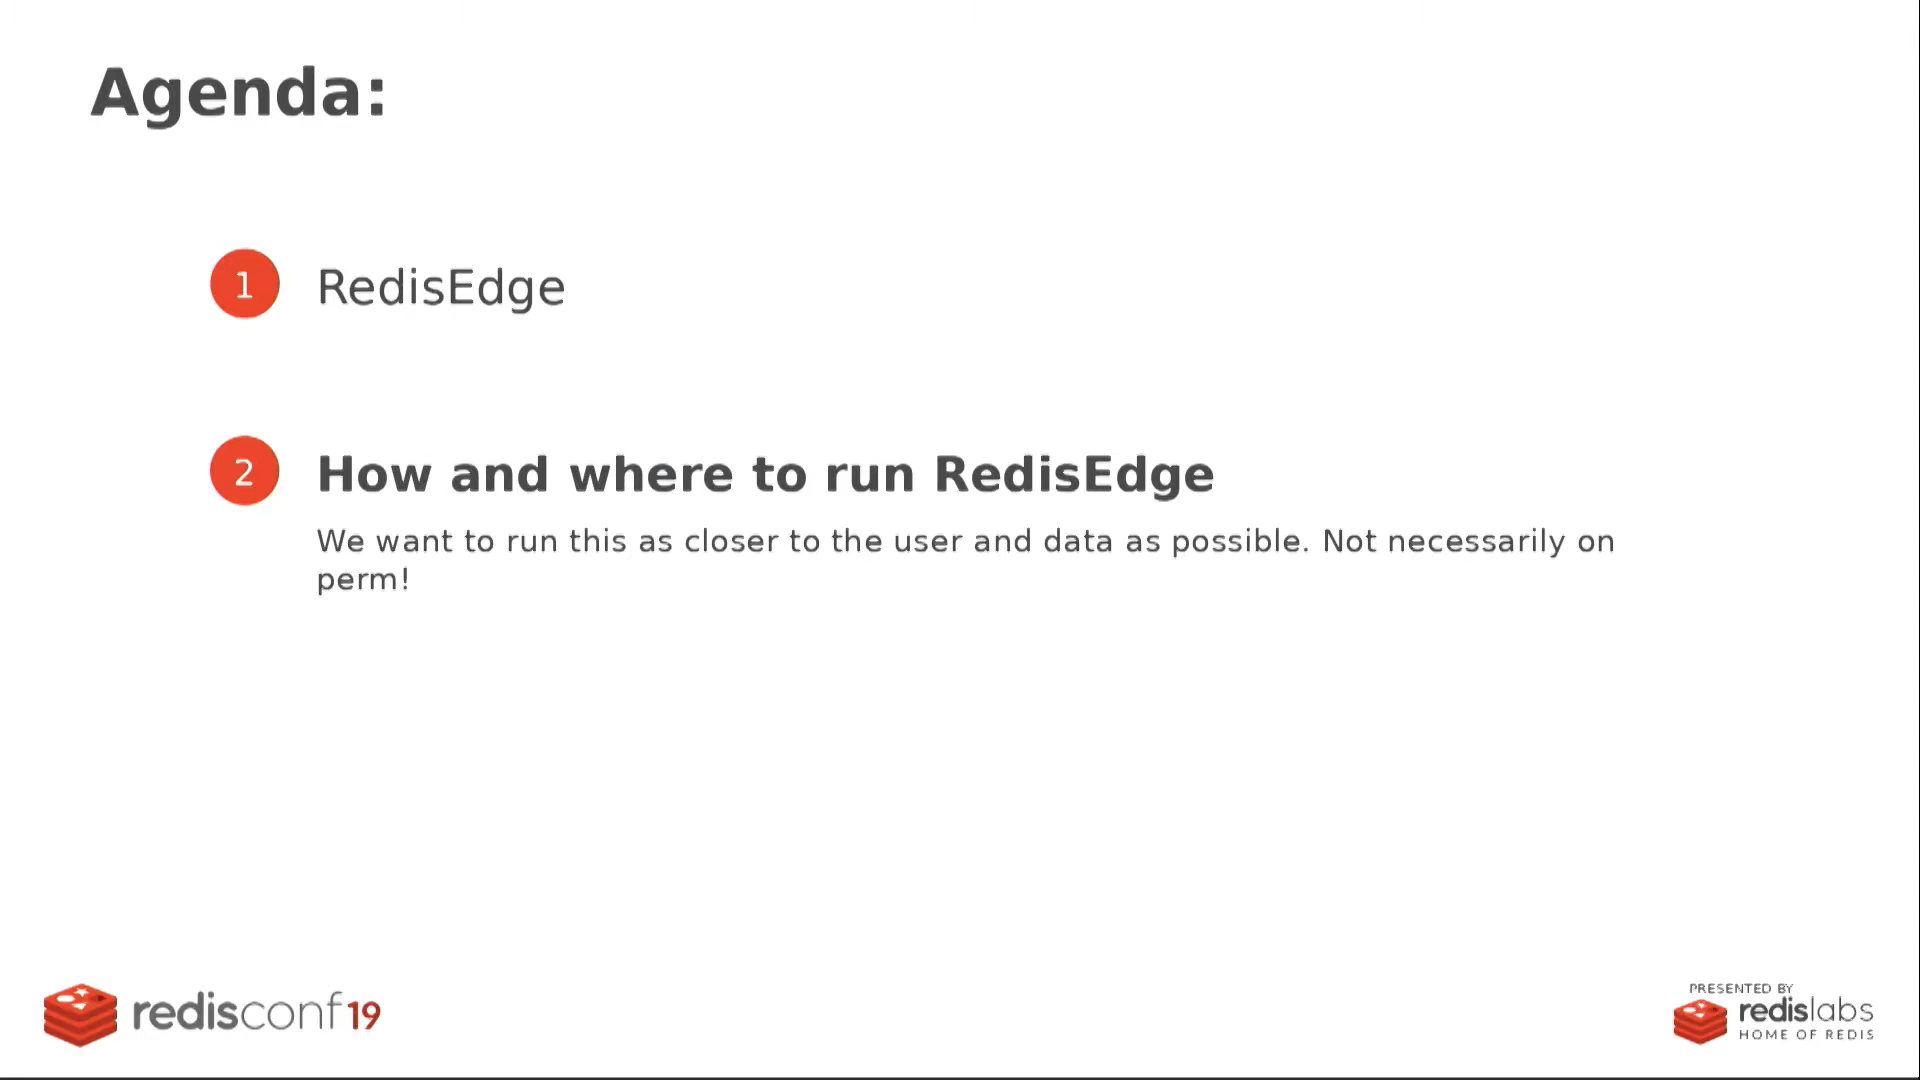 Agenda:
1 RedisEdge
2 How and where to run RedisEdge
We want to run this as closer to the user and data as possible. Not necessarily on
perm!
redisconf19
PRESENTED BY
redislabs
HOME OF REDIS